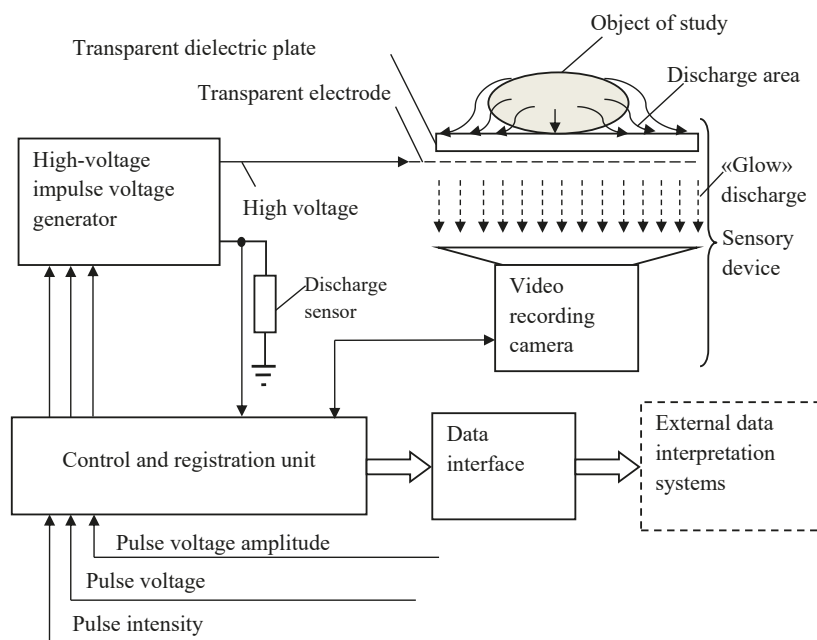 Object of study
Transparent dielectric plate
Discharge area
Transparent electrode
High-voltage
impulse voltage
generator
High voltage
«Glow»
discharge
Sensory
device
Discharge
sensor
Video
recording
camera
Control and registration unit
Data
interface
External data
interpretation
systems
Pulse voltage amplitude
Pulse voltage
Pulse intensity